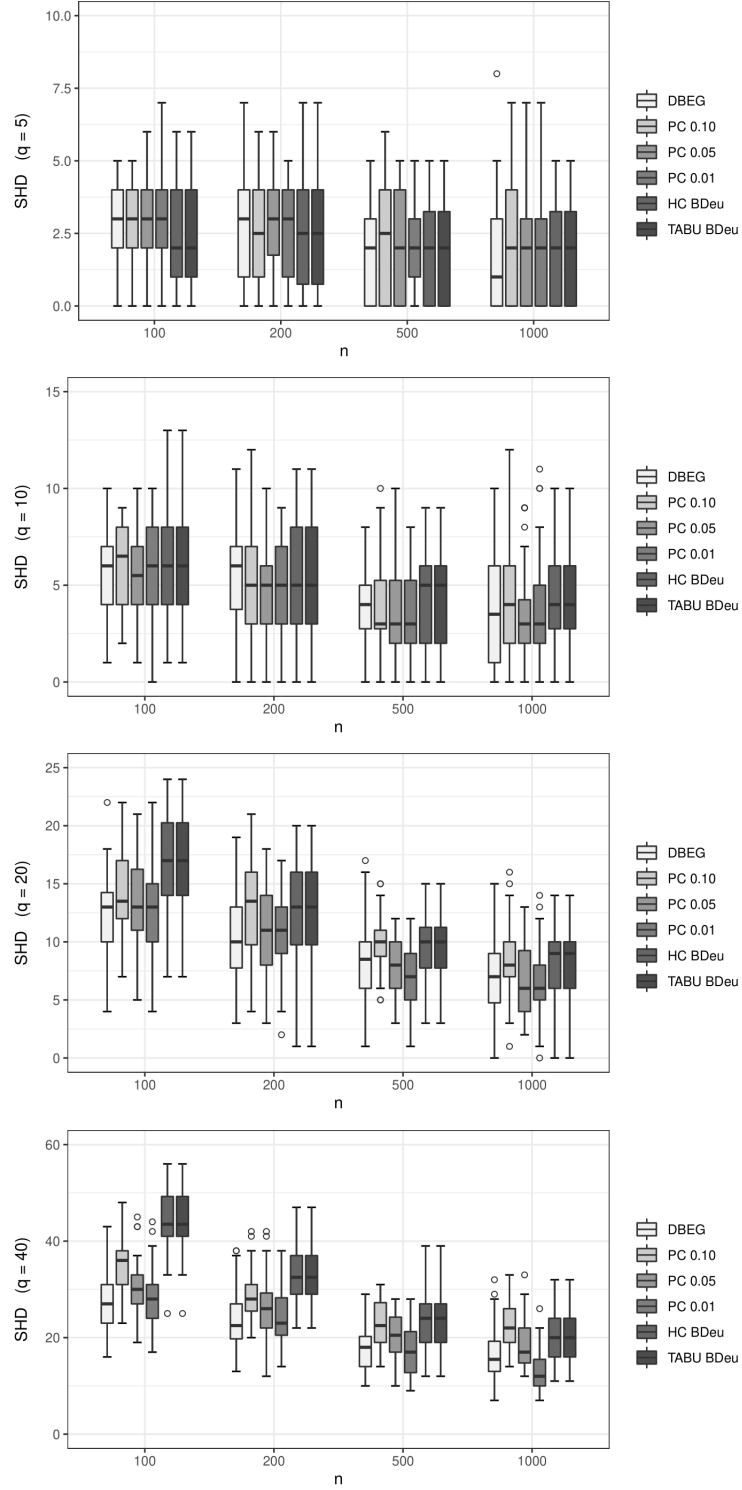 10.0
7.5
5.0
2.5
0.0
SHD (q = 5)
100 200 500 1000
n
DBEG
PC 0.10
PC 0.05
PC 0.01
HC BDeu
TABU BDeu
15
10
5
0
SHD (q = 10)
100 200 500 1000
n
DBEG
PC 0.10
PC 0.05
PC 0.01
HC BDeu
TABU BDeu
25
20
15
10
5
0
SHD (q = 20)
100 200 500 1000
n
DBEG
PC 0.10
PC 0.05
PC 0.01
HC BDeu
TABU BDeu
60
40
20
0
SHD (q = 40)
100 200 500 1000
n
DBEG
PC 0.10
PC 0.05
PC 0.01
HC BDeu
TABU BDeu